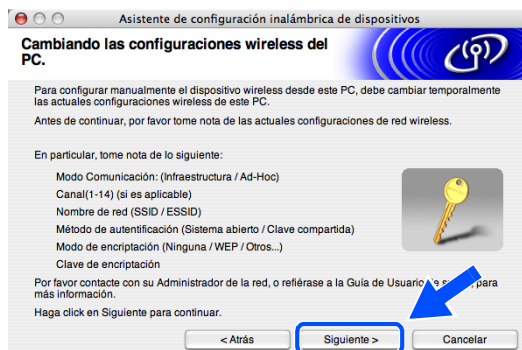 Asistente de configuración inalámbrica de dispositivos
Cambiando las configuraciones wireless del
PC.
Para configurar manualmente el dispositivo wireless desde este PC, debe cambiar temporalmente
las actuales configuraciones wireless de este PC.
Antes de continuar, por favor tome nota de las actuales configuraciones de red wireless.
En particular, tome nota de lo siguiente:
Modo Comunicación: (Infraestructura / Ad-Hoc)
Canal(1-14) (si es aplicable)
Nombre de red (SSID / ESSID)
Método de autentificación (Sistema abierto / Clave
compartida)
Modo de encriptación (Ninguna / WEP / Otros...)
Clave de encriptación
Por favor contacte con su Administrador de la red, o refiérase a la Guía de Usuario de para
más información.
Haga click en Siguiente para continuar.
< Atrás
Siguiente >
Cancelar